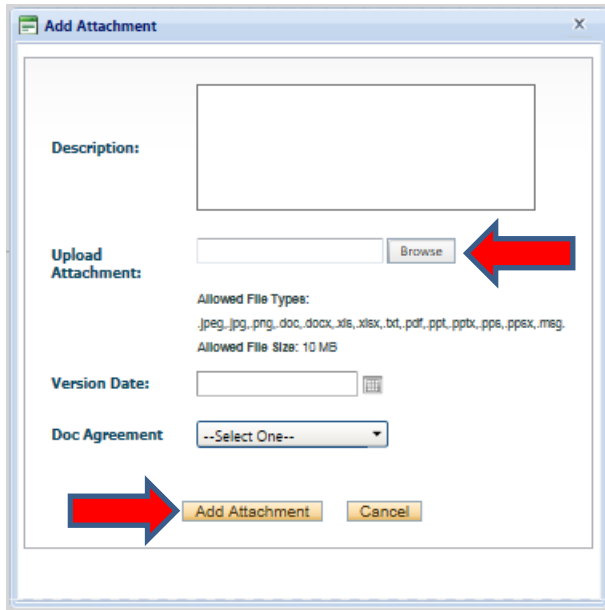 Add Attachment
x
Description:
Upload
Attachment:
Browse
Allowed File Types:
.jpeg,.jpg,.png,.doc,.docx,.xls,.xlsx,.txt,.pdf,.ppt,.pptx,.pps,.ppsx,.msg.
Allowed File Size: 10 MB
Version Date:
Doc Agreement
--Select One--
Add Attachment
Cancel